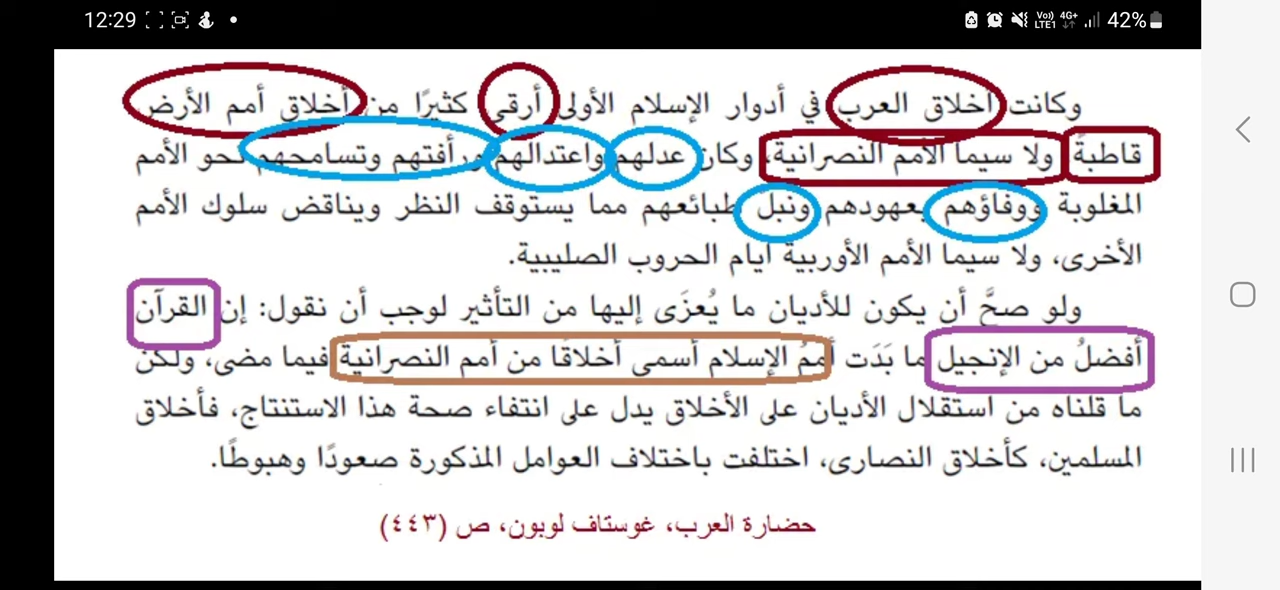 12:29 Vo)) LTE1 4G+ 42%
وكانت أخلاق العرب في أدوار الإسلام الأولى أرقى كثيرًا من أخلاق أمم الأرض
قاطبةً ولا سيما الأمم النصرانية، وكان عدلهم واعتدالهم ورأفتهم وتسامحهم نحو الأمم
المغلوبة ووفاؤهم بعهودهم ونبل طبائعهم مما يستوقف النظر ويناقض سلوك الأمم
الأخرى، ولا سيما الأمم الأوربية أيام الحروب الصليبية.
ولو صحَّ أن يكون للأديان ما يُعزَى إليها من التأثير لوجب أن نقول: إن القرآن
أفضلُ من الإنجيل ما بَدَت أممُ الإسلام أسمى أخلاقًا من أمم النصرانية فيما مضى، ولكن
ما قلناه من استقلال الأديان على الأخلاق يدل على انتفاء صحة هذا الاستنتاج، فأخلاق
المسلمين، كأخلاق النصارى، اختلفت باختلاف العوامل المذكورة صعودًا وهبوطًا.
حضارة العرب، غوستاف لوبون، ص (٤٤٣)